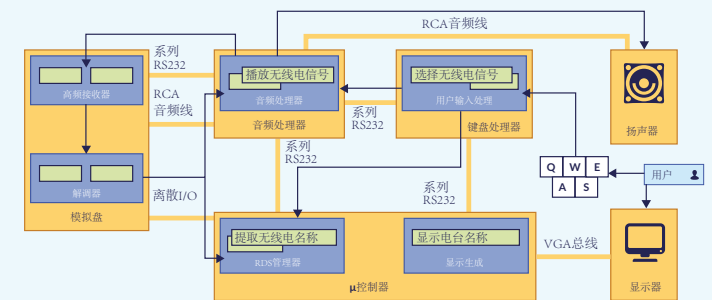 RCA音频线
系列
RS232
高频接收器
RCA
音频线
解调器
模拟盘
离散I/O
播放无线电信号
音频处理器
音频处理器
系列
RS232
选择无线电信号
用户输入处理
键盘处理器
系列
RS232
系列
RS232
扬声器
Q W E
A S
用户
提取无线电名称
RDS管理器
显示电台名称
显示生成
μ控制器
VGA总线
显示器